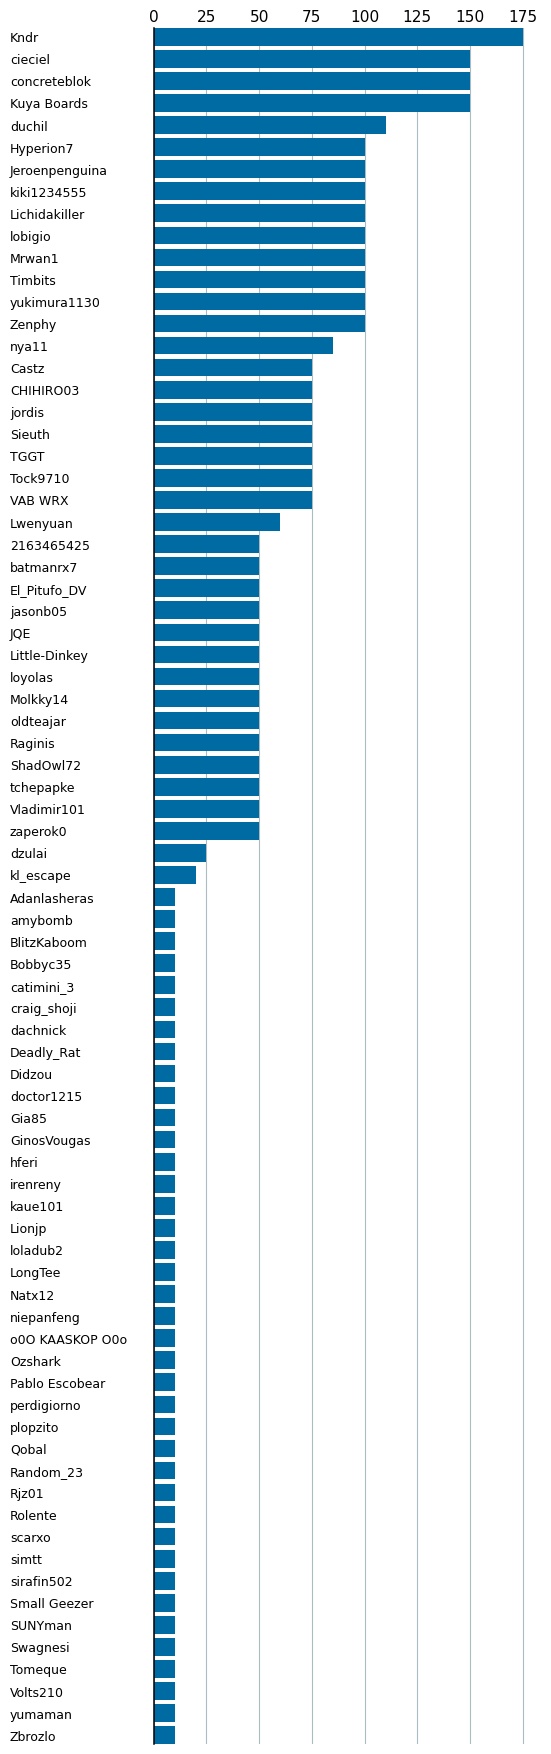 0 25 50 75 100 125 150 175
Kndr
cieciel
concreteblok
Kuya Boards
duchil
Hyperion7
Jeroenpenguina
kiki1234555
Lichidakiller
lobigio
Mrwan1
Timbits
yukimura1130
Zenphy
nya11
Castz
CHIHIRO03
jordis
Sieuth
TGGT
Tock9710
VAB WRX
Lwenyuan
2163465425
batmanrx7
El_Pitufo_DV
jasonb05
JQE
Little-Dinkey
loyolas
Molkky14
oldteajar
Raginis
ShadOwl72
tchepapke
Vladimir101
zaperok0
dzulai
kl_escape
Adanlasheras
amybomb
BlitzKaboom
Bobbyc35
catimini_3
craig_shoji
dachnick
Deadly_Rat
Didzou
doctor1215
Gia85
GinosVougas
hferi
irenreny
kaue101
Lionjp
loladub2
LongTee
Natx12
niepanfeng
o0O KAASKOP O0o
Ozshark
Pablo Escobear
perdigiorno
plopzito
Qobal
Random_23
Rjz01
Rolente
scarxo
simtt
sirafin502
Small Geezer
SUNYman
Swagnesi
Tomeque
Volts210
yumaman
Zbrozlo